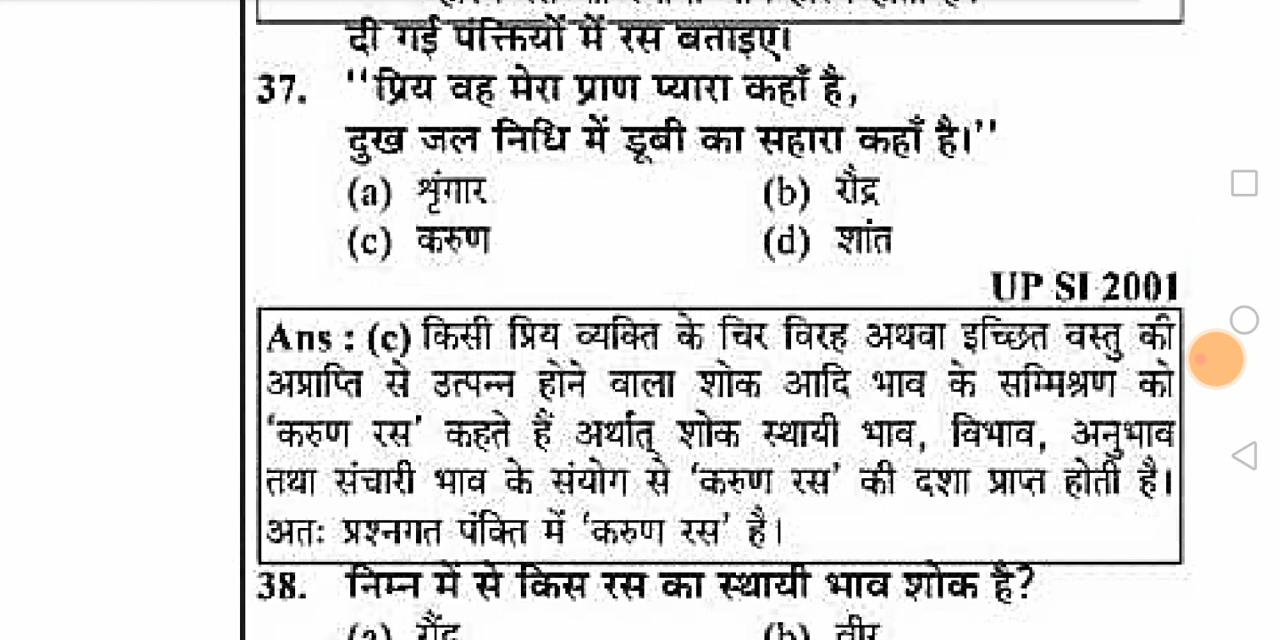 दी गई पंक्तियों में रस बताइए।
37. ''प्रिय वह मेरा प्राण प्यारा कहाँ है,
दुख जल निधि में डूबी का सहारा कहाँ है।''
(a) श्रृंगार (b) रौद्र
(c) करुण (d) शांत
UP SI 2001
Ans : (c) किसी प्रिय व्यक्ति के चिर विरह अथवा इच्छित वस्तु की
अप्राप्ति से उत्पन्न होने वाला शोक आदि भाव के सम्मिश्रण को
'करुण रस' कहते हैं अर्थात् शोक स्थायी भाव, विभाव, अनुभाव
तथा संचारी भाव के संयोग से 'करुण रस' की दशा प्राप्त होती है।
अतः प्रश्नगत पंक्ति में 'करुण रस' है।
38. निम्न में से किस रस का स्थायी भाव शोक है?
(a) रौद्र (b) वीर